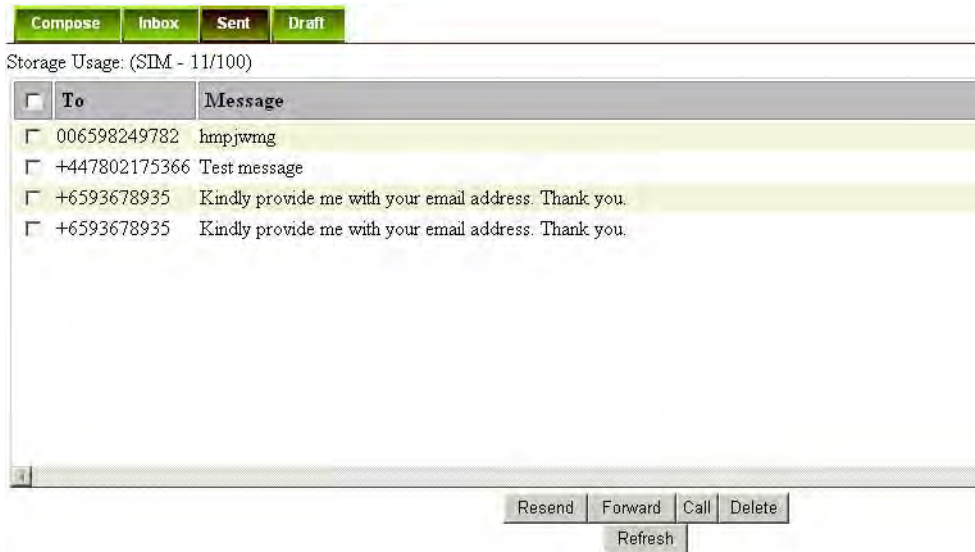 Compose Inbox Sent Draft
Storage Usage: (SIM - 11/100)
To Message
006598249782 hmpjwmg
+447802175366 Test message
+6593678935 Kindly provide me with your email address. Thank you.
+6593678935 Kindly provide me with your email address. Thank you.
Resend Forward Call Delete
Refresh